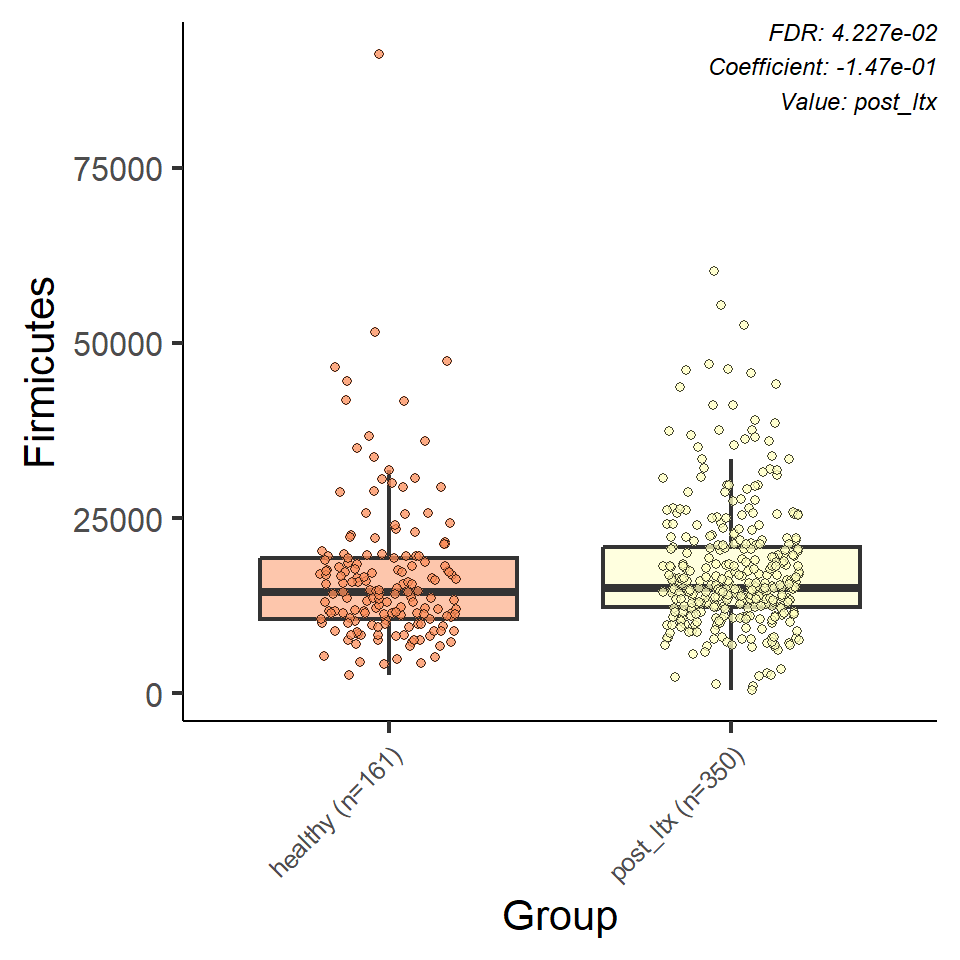 FDR: 4.227e-02
Coefficient: -1.47e-01
Value: post_ltx
75000
50000
25000
0
Firmicutes
healthy (n=161)
post_ltx (n=350)
Group